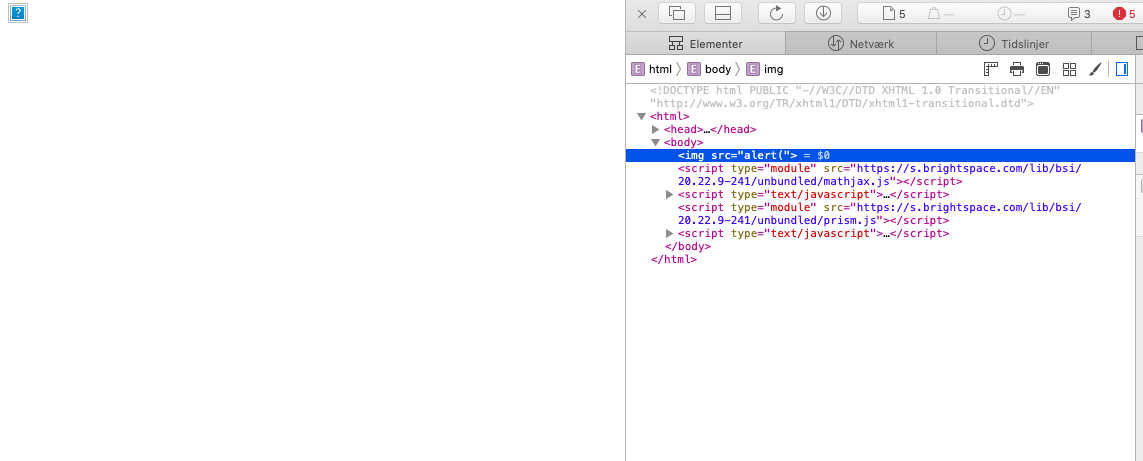 ?
5
—
—
3
5
Elementer
Netværk
Tidslinjer
E html
E body
E img
<!DOCTYPE html PUBLIC "-//W3C//DTD XHTML 1.0 Transitional//EN"
"http://www.w3.org/TR/xhtml1/DTD/xhtml1-transitional.dtd">
<html>
<head>…</head>
<body>
<img src="alert("> = $0
<script type="module" src="https://s.brightspace.com/lib/bsi/
20.22.9-241/unbundled/mathjax.js"></script>
<script type="text/javascript">…</script>
<script type="module" src="https://s.brightspace.com/lib/bsi/
20.22.9-241/unbundled/prism.js"></script>
<script type="text/javascript">…</script>
</body>
</html>